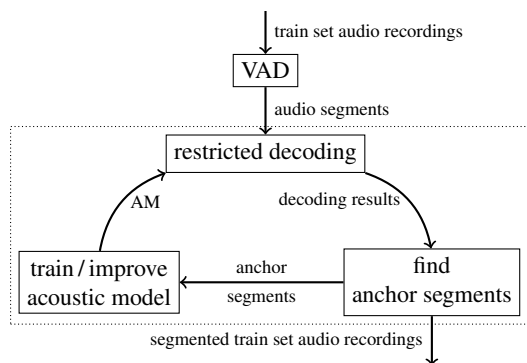 train set audio recordings
VAD
audio segments
restricted decoding
AM
decoding results
train / improve
acoustic model
anchor
segments
find
anchor segments
segmented train set audio recordings